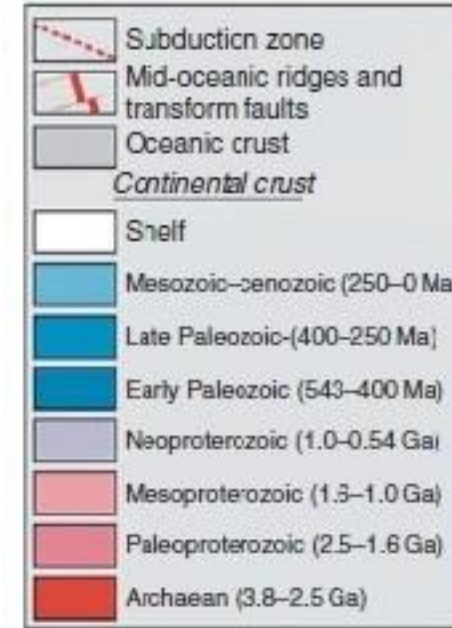 Subduction zone
Mid-oceanic ridges and
transform faults
Oceanic crust
Continental crust
Shelf
Mesozoic–cenozoic (250–0 Ma
Late Paleozoic-(400–250 Ma)
Early Paleozoic (543–400 Ma)
Neoproterozoic (1.0–0.54 Ga)
Mesoproterozoic (1.6–1.0 Ga)
Paleoproterozoic (2.5–1.6 Ga)
Archaean (3.8–2.5 Ga)